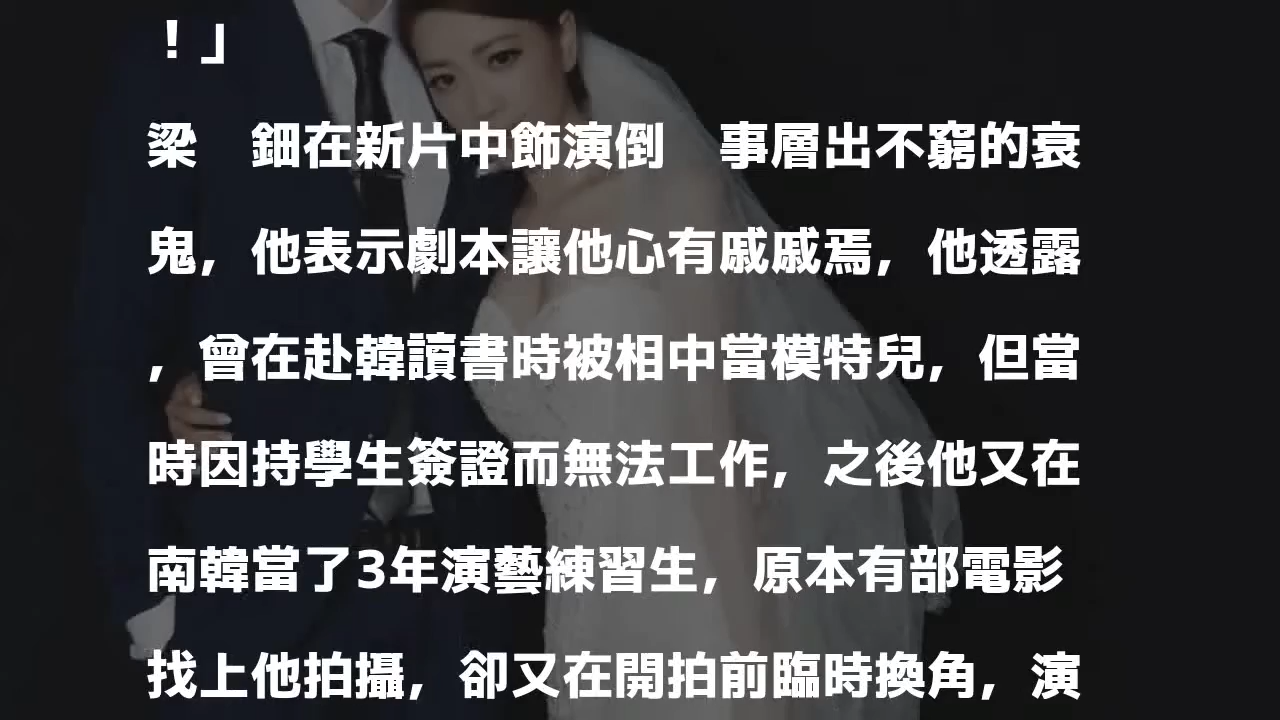 ！」
梁　鈿在新片中飾演倒　事層出不窮的衰
鬼，他表示劇本讓他心有戚戚焉，他透露
，曾在赴韓讀書時被相中當模特兒，但當
時因持學生簽證而無法工作，之後他又在
南韓當了3年演藝練習生，原本有部電影
找上他拍攝，卻又在開拍前臨時換角，演